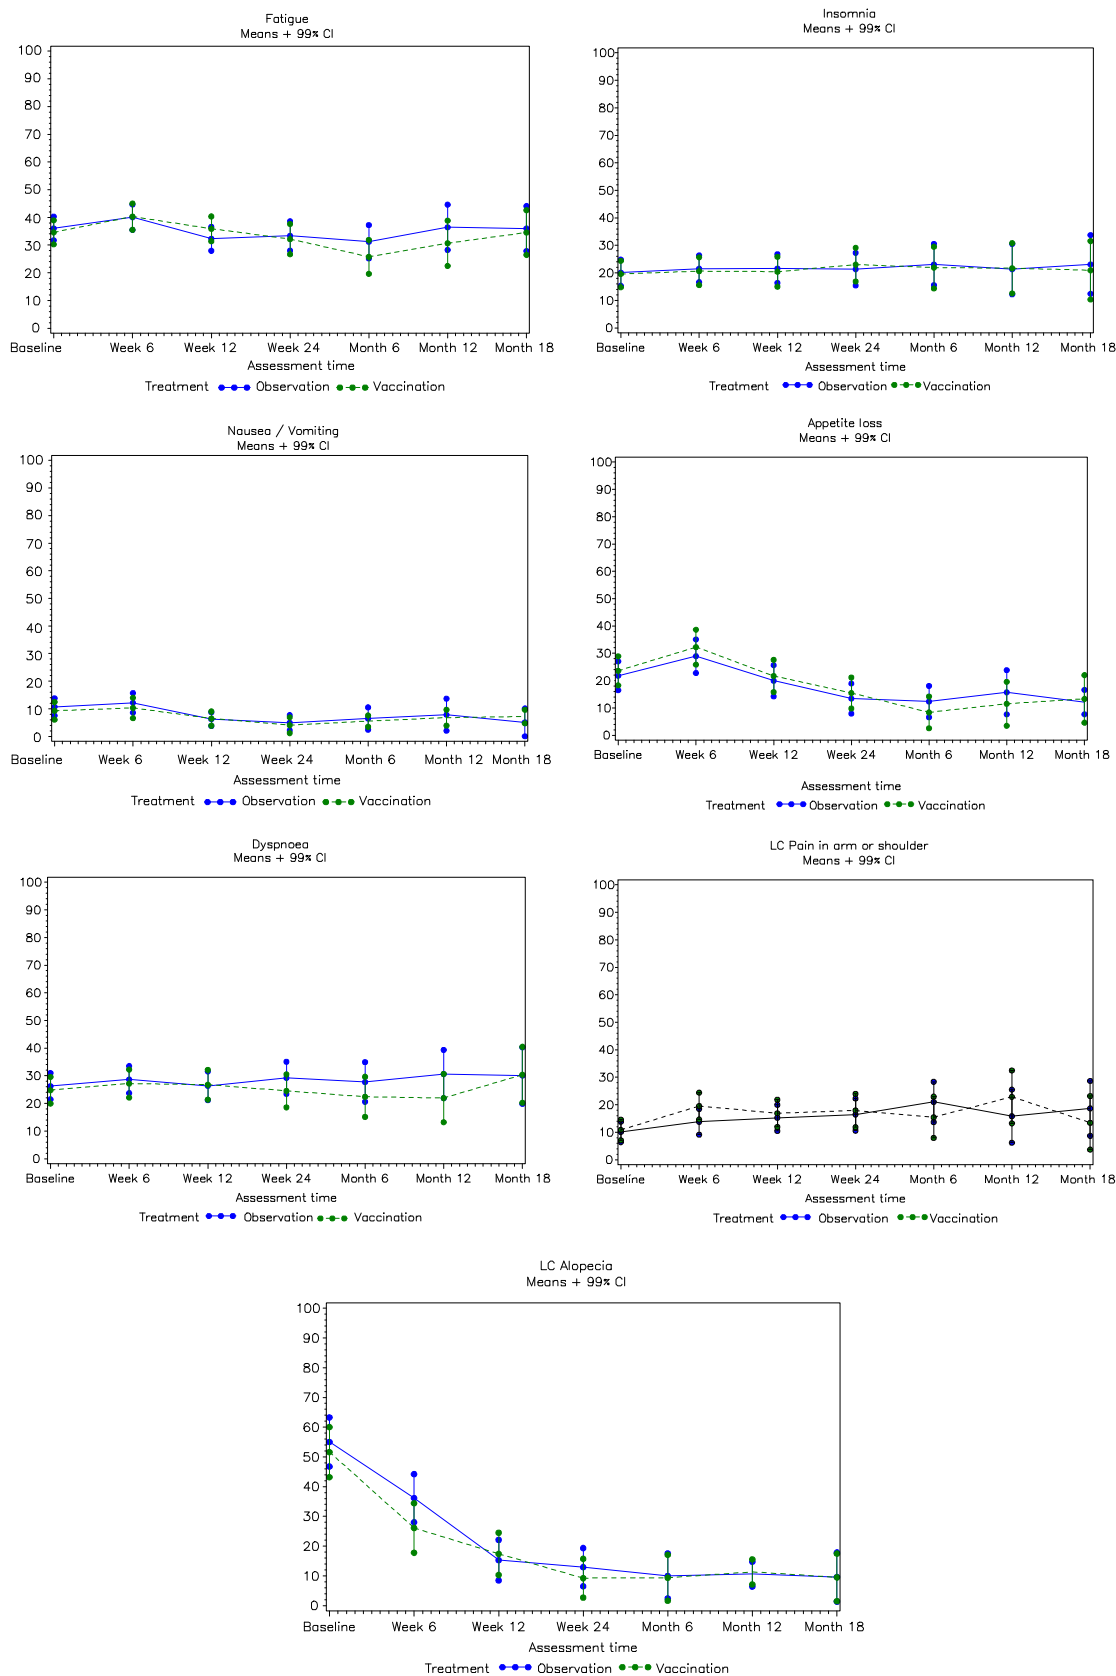 Fatigue
Means + 99% CI
100
90
80
70
60
50
40
30
20
10
0
Baseline Week 6 Week 12 Week 24 Month 6 Month 12 Month 18
Assessment time
Treatment Observation Vaccination
Insomnia
Means + 99% CI
100
90
80
70
60
50
40
30
20
10
0
Baseline Week 6 Week 12 Week 24 Month 6 Month 12 Month 18
Assessment time
Treatment Observation Vaccination
Nausea / Vomiting
Means + 99% CI
100
90
80
70
60
50
40
30
20
10
0
Baseline Week 6 Week 12 Week 24 Month 6 Month 12 Month 18
Assessment time
Treatment Observation Vaccination
Appetite loss
Means + 99% CI
100
90
80
70
60
50
40
30
20
10
0
Baseline Week 6 Week 12 Week 24 Month 6 Month 12 Month 18
Assessment time
Treatment Observation Vaccination
Dyspnoea
Means + 99% CI
100
90
80
70
60
50
40
30
20
10
0
Baseline Week 6 Week 12 Week 24 Month 6 Month 12 Month 18
Assessment time
Treatment Observation Vaccination
LC Pain in arm or shoulder
Means + 99% CI
100
90
80
70
60
50
40
30
20
10
0
Baseline Week 6 Week 12 Week 24 Month 6 Month 12 Month 18
Assessment time
Treatment Observation Vaccination
LC Alopecia
Means + 99% CI
100
90
80
70
60
50
40
30
20
10
0
Baseline Week 6 Week 12 Week 24 Month 6 Month 12 Month 18
Assessment time
Treatment Observation Vaccination